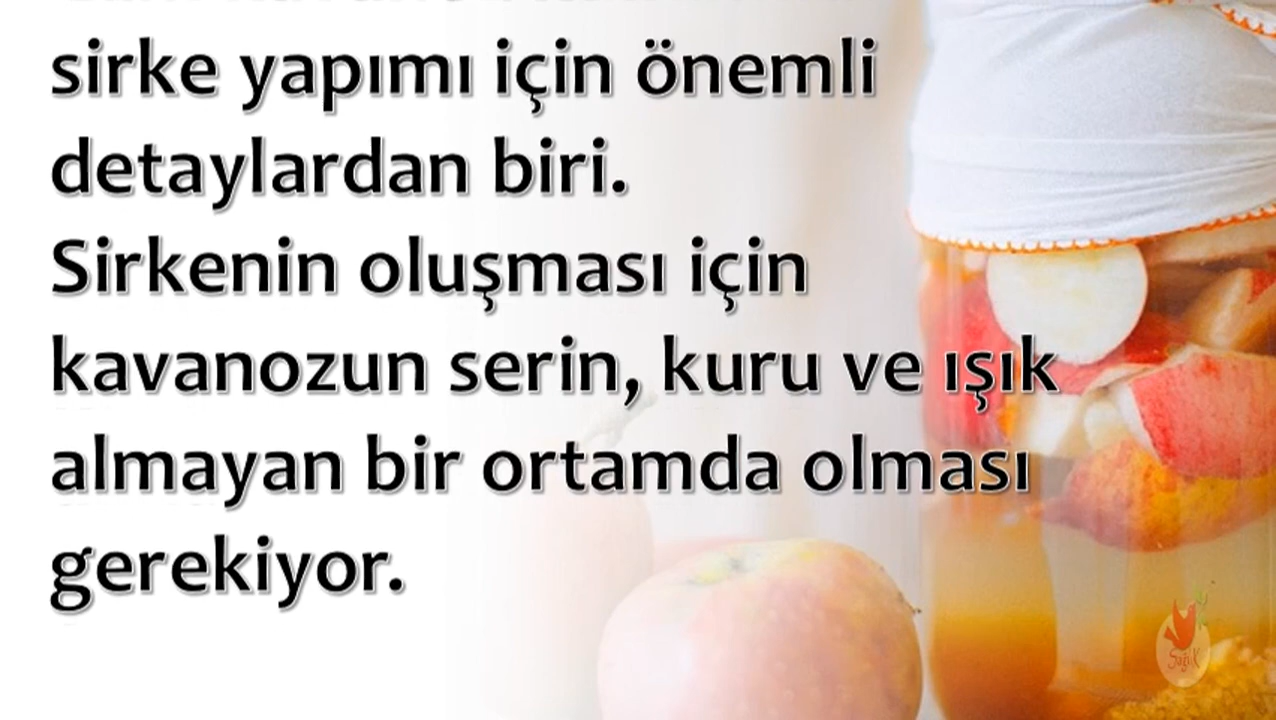 sirke yapımı için önemli
detaylardan biri.
Sirkenin oluşması için
kavanozun serin, kuru ve ışık
almayan bir ortamda olması
gerekiyor.
Sağlık